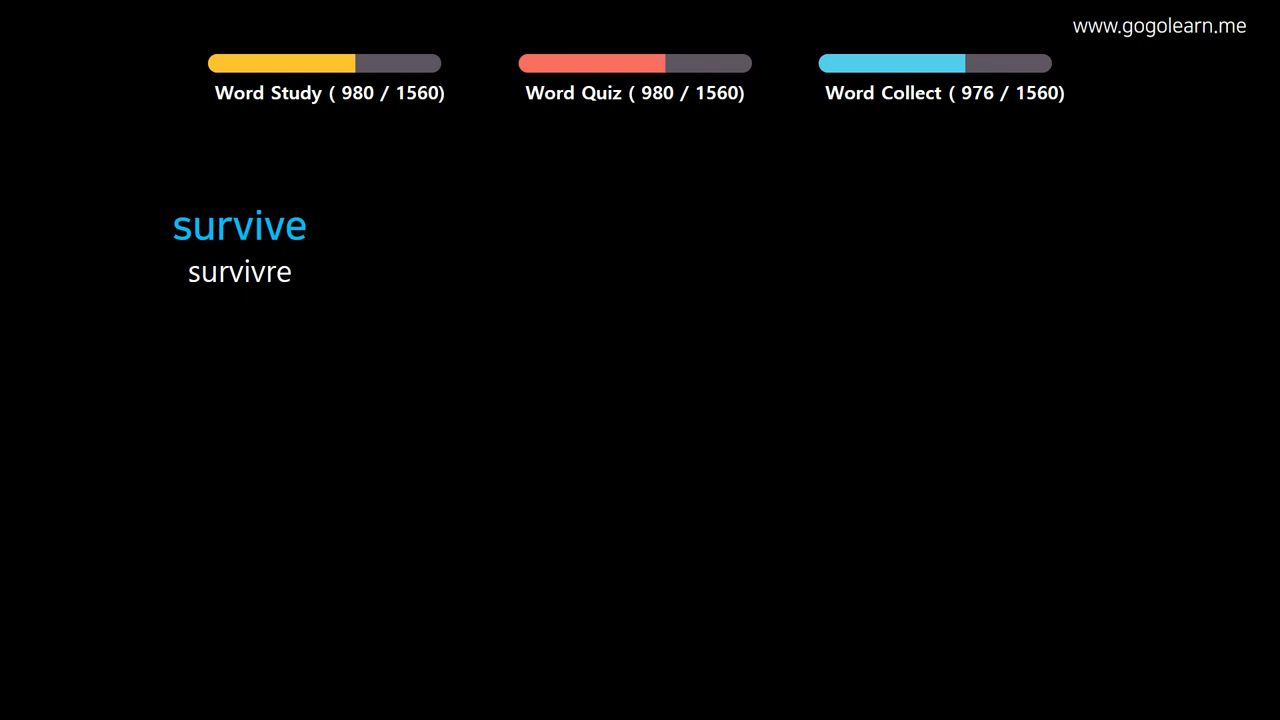 www.gogolearn.me
Word Study ( 980 / 1560)
Word Quiz ( 980 / 1560)
Word Collect ( 976 / 1560)
survive
survivre